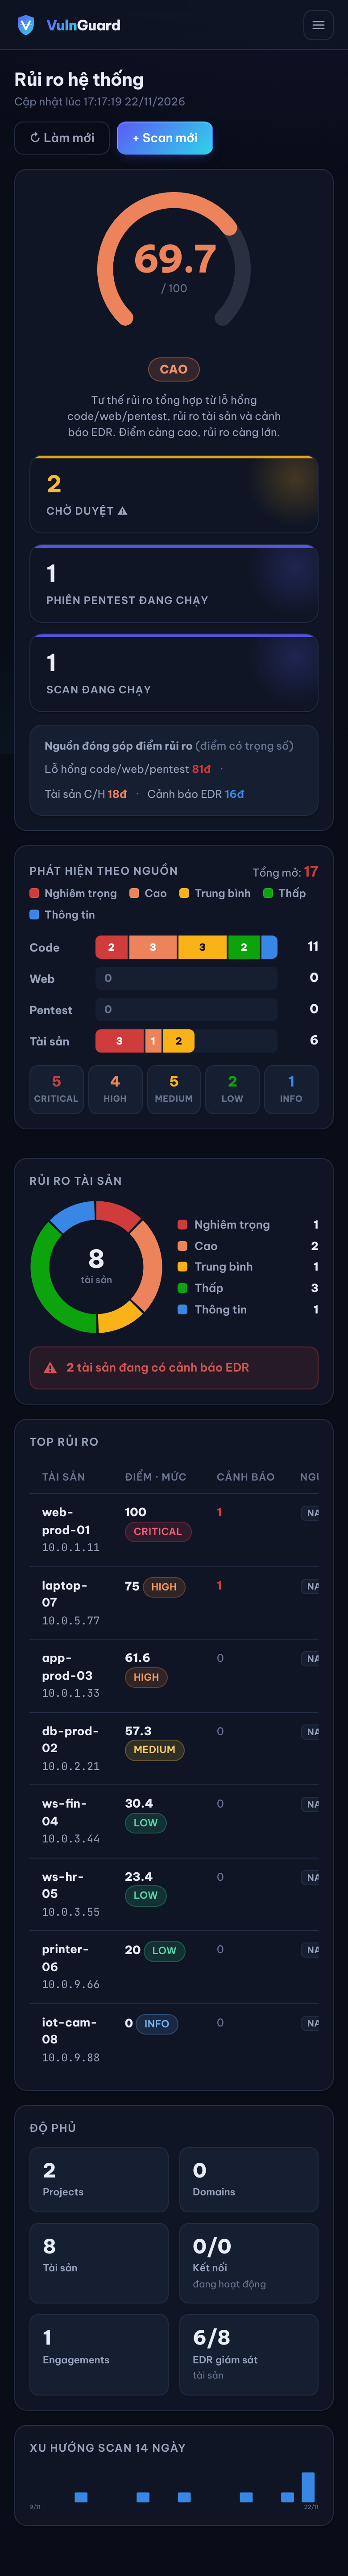 VulnGuard
Rủi ro hệ thống
Cập nhật lúc 17:17:19 22/11/2026
↻ Làm mới
+ Scan mới
69.7
/ 100
CAO
Tư thế rủi ro tổng hợp từ lỗ hổng
code/web/pentest, rủi ro tài sản và cảnh
báo EDR. Điểm càng cao, rủi ro càng lớn.
2
CHỜ DUYỆT ⚠
1
PHIÊN PENTEST ĐANG CHẠY
1
SCAN ĐANG CHẠY
Nguồn đóng góp điểm rủi ro (điểm có trọng số)
Lỗ hổng code/web/pentest 81đ ·
Tài sản C/H 18đ · Cảnh báo EDR 16đ
PHÁT HIỆN THEO NGUỒN Tổng mở: 17
Nghiêm trọng Cao Trung bình Thấp
Thông tin
Code 2 3 3 2 11
Web 0 0
Pentest 0 0
Tài sản 3 1 2 6
5 4 5 2 1
CRITICAL HIGH MEDIUM LOW INFO
RỦI RO TÀI SẢN
8
tài sản
Nghiêm trọng 1
Cao 2
Trung bình 1
Thấp 3
Thông tin 1
⚠ 2 tài sản đang có cảnh báo EDR
TOP RỦI RO
TÀI SẢN ĐIỂM · MỨC CẢNH BÁO NGU
web-
prod-01
10.0.1.11
100
CRITICAL
1
NA
laptop-
07
10.0.5.77
75 HIGH
1
NA
app-
prod-03
10.0.1.33
61.6
HIGH
0
NA
db-prod-
02
10.0.2.21
57.3
MEDIUM
0
NA
ws-fin-
04
10.0.3.44
30.4
LOW
0
NA
ws-hr-
05
10.0.3.55
23.4
LOW
0
NA
printer-
06
10.0.9.66
20 LOW
0
NA
iot-cam-
08
10.0.9.88
0 INFO
0
NA
ĐỘ PHỦ
2
Projects
0
Domains
8
Tài sản
0/0
Kết nối
đang hoạt động
1
Engagements
6/8
EDR giám sát
tài sản
XU HƯỚNG SCAN 14 NGÀY
9/11 22/11